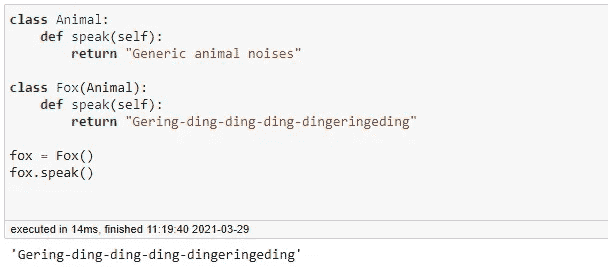 class Animal:
    def speak(self):
        return "Generic animal noises"
class Fox(Animal):
    def speak(self):
        return "Gering-ding-ding-ding-dingeringeding"
fox = Fox()
fox.speak()
executed in 14ms, finished 11:19:40 2021-03-29
'Gering-ding-ding-ding-dingeringeding'